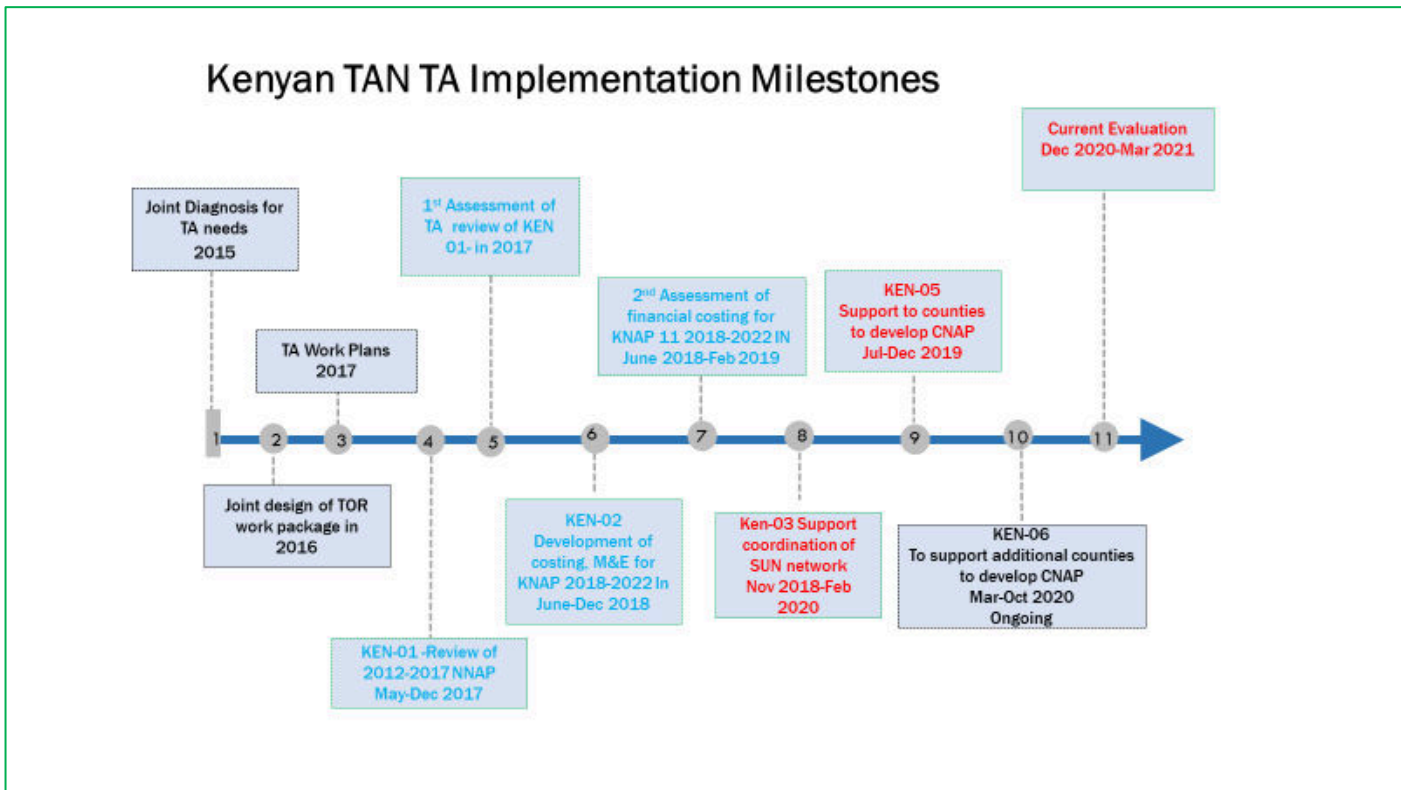 Kenyan TAN TA Implementation Milestones
Joint Diagnosis for
TA needs
2015
Joint design of TOR
work package in
2016
TA Work Plans
2017
KEN-01 -Review of
2012-2017 NNAP
May-Dec 2017
1st Assessment of
TA review of KEN
01- in 2017
KEN-02
Development of
costing, M&E for
KNAP 2018-2022 In
June-Dec 2018
2nd Assessment of
financial costing for
KNAP 11 2018-2022 IN
June 2018-Feb 2019
Ken-03 Support
coordination of
SUN network
Nov 2018-Feb
2020
KEN-05
Support to counties
to develop CNAP
Jul-Dec 2019
KEN-06
To support additional counties
to develop CNAP
Mar-Oct 2020
Ongoing
Current Evaluation
Dec 2020-Mar 2021
1 2 3 4 5 6 7 8 9 10 11